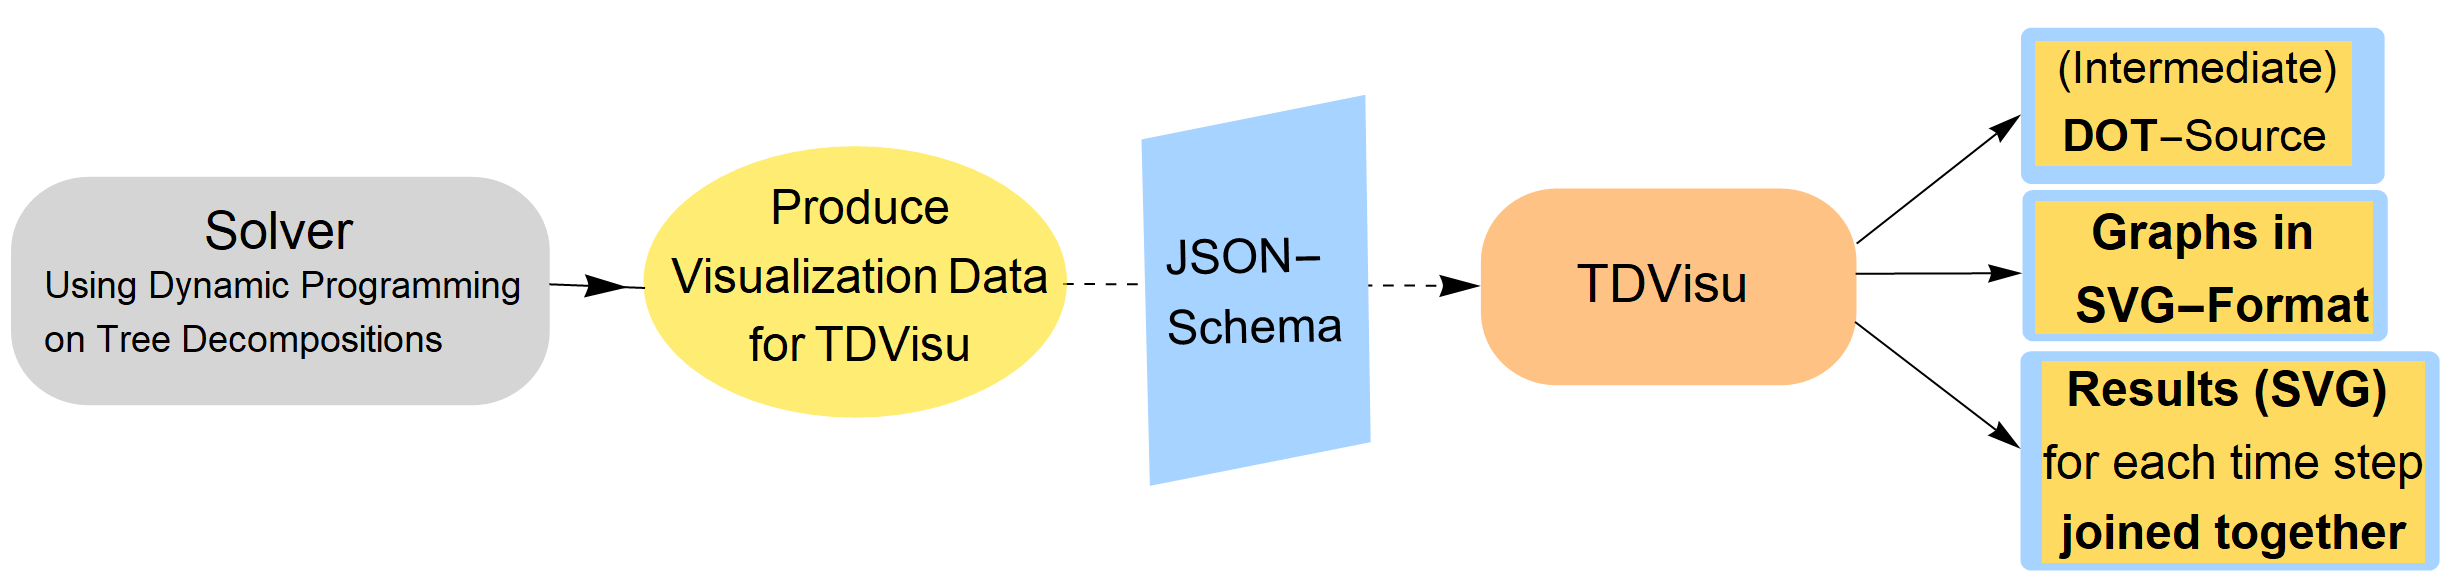 Solver
Using Dynamic Programming
on Tree Decompositions
Produce
Visualization Data
for TDVisu
JSON–
Schema
TDVisu
(Intermediate)
DOT–Source
Graphs in
SVG–Format
Results (SVG)
for each time step
joined together